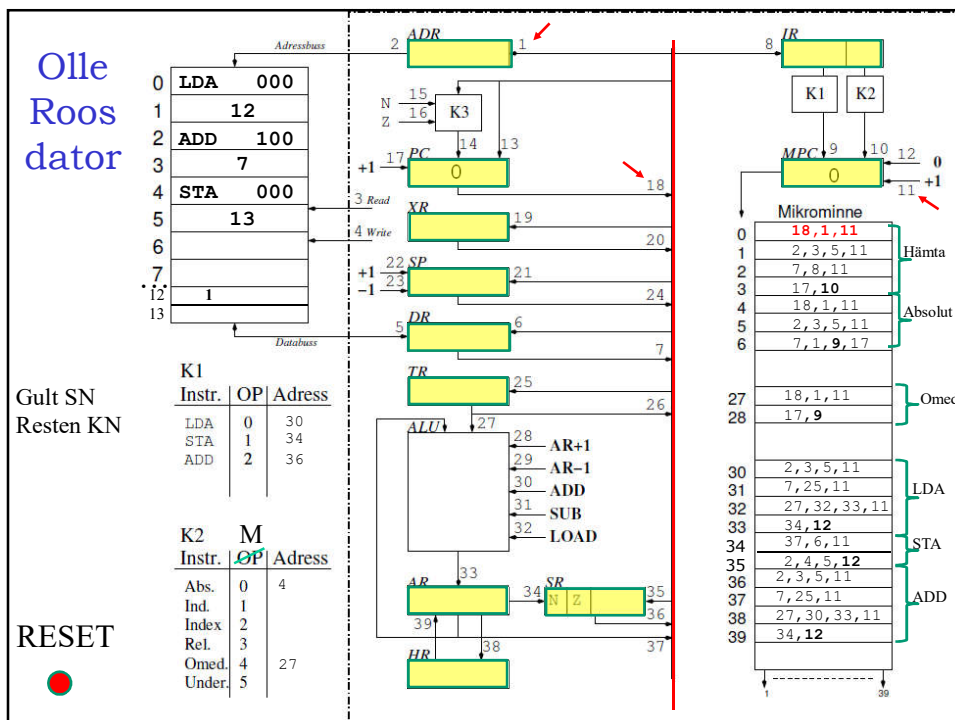 Olle
Roos
dator
Adressbuss
0 LDA 000
1 12
2 ADD 100
3 7
4 STA 000
5 13
6
7
...
12 1
13
3 Read
4 Write
Databuss
K1
Instr. OP Adress
LDA 0 30
STA 1 34
ADD 2 36
Gult SN
Resten KN
K2 M
Instr. OP Adress
Abs. 0 4
Ind. 1
Index 2
Rel. 3
Omed. 4 27
Under. 5
RESET
2 ADR 1
N 15
Z 16
K3
14 13
+1 17 PC
0
18
XR 19
20
+1 22 SP 21
-1 23
24
5 DR 6
7
TR 25
26
27
ALU
28 AR+1
29 AR-1
30 ADD
31 SUB
32 LOAD
33
AR 34 SR 35
N Z
36
39 38 37
HR
8 IR
K1 K2
9 10
MPC 12 0
0 +1
11
Mikrominne
0 18,1,11
1 2,3,5,11
2 7,8,11
3 17,10
Hämta
4 18,1,11
5 2,3,5,11
6 7,1,9,17
Absolut
27 18,1,11
28 17,9
Omed
30 2,3,5,11
31 7,25,11
32 27,32,33,11
33 34,12
LDA
34 37,6,11
35 2,4,5,12
STA
36 2,3,5,11
37 7,25,11
38 27,30,33,11
39 34,12
ADD
1 39